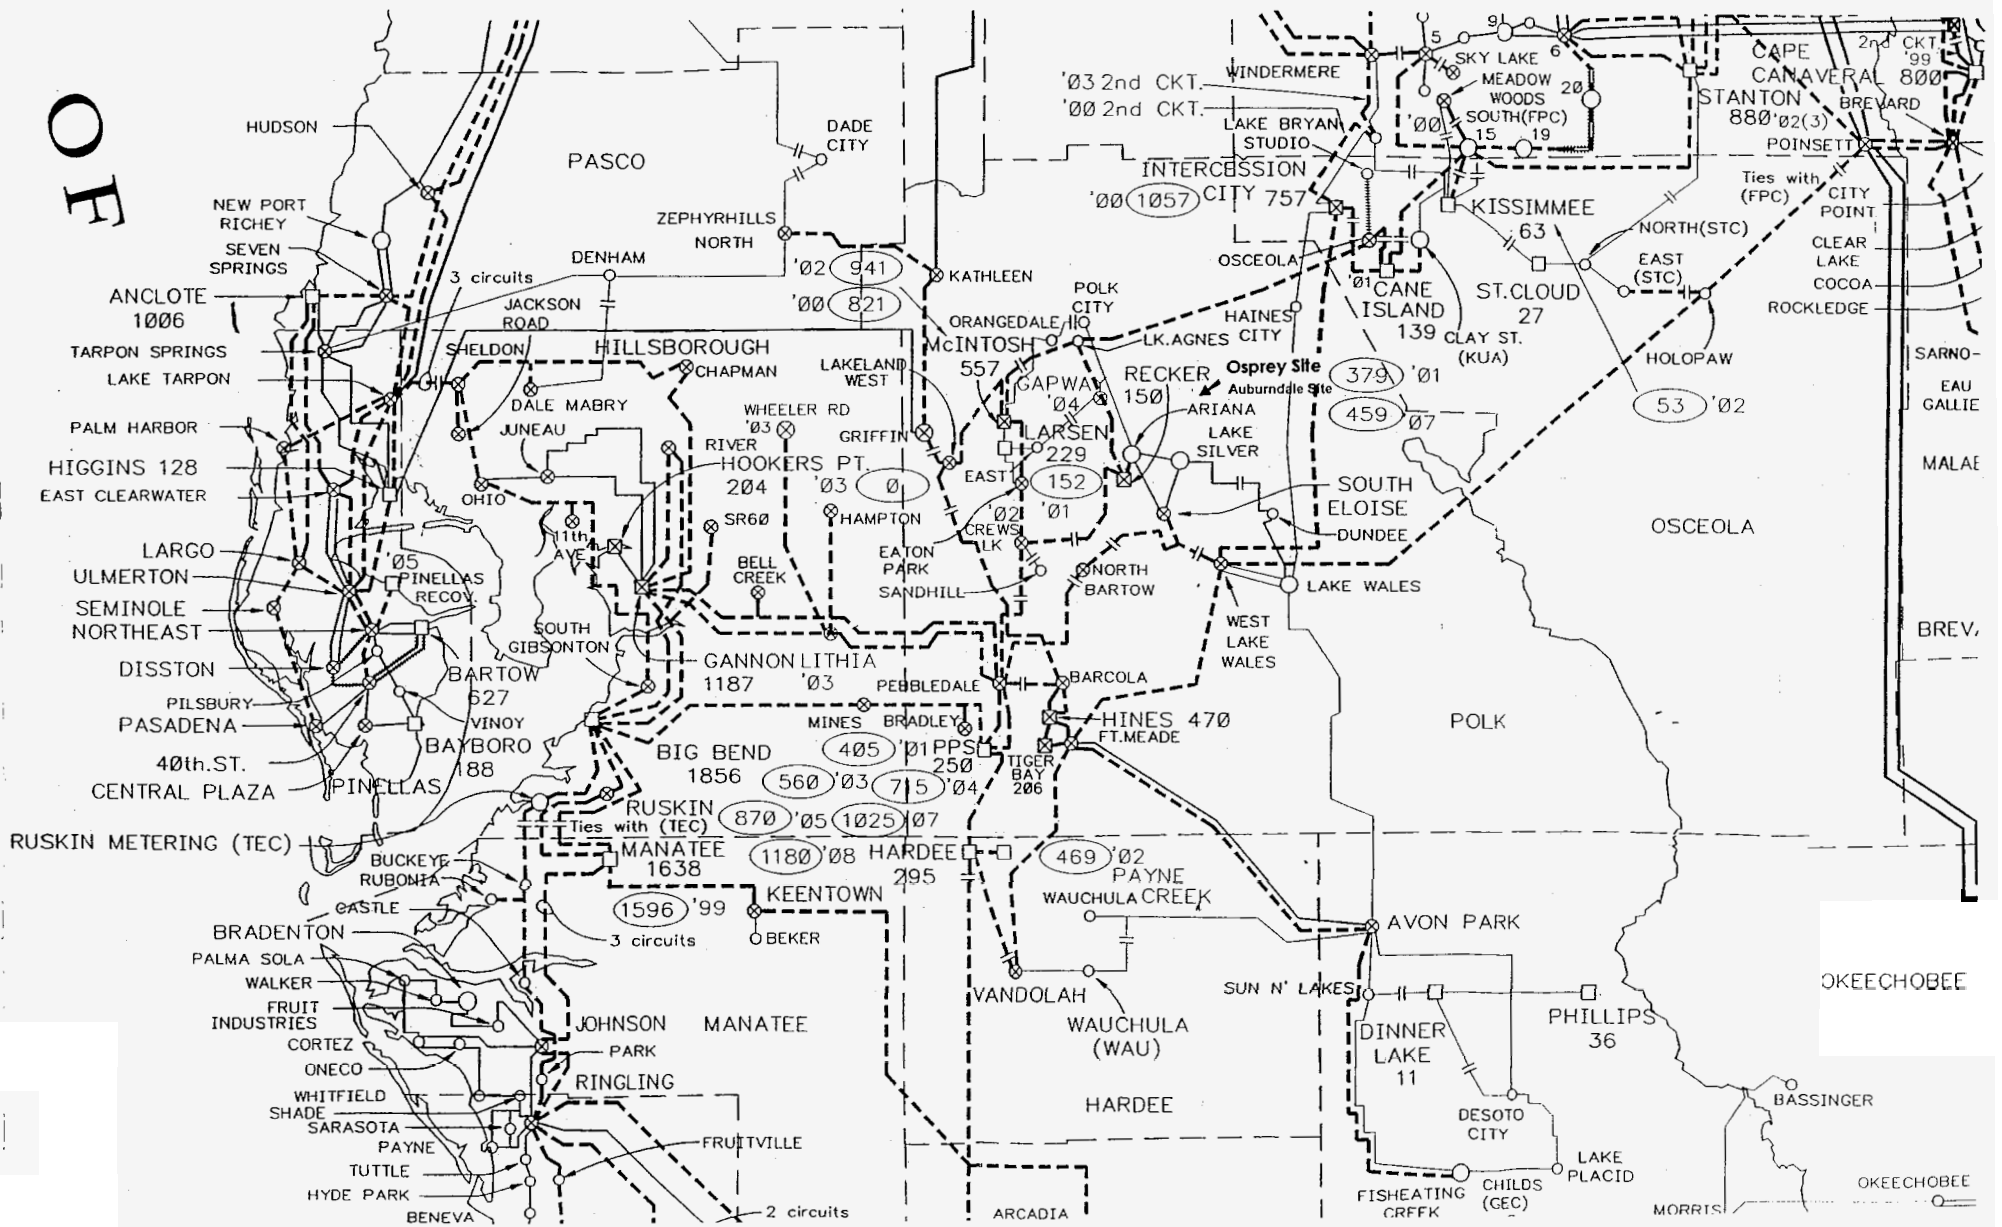 OF
HUDSON
PASCO
DADE
CITY
NEW PORT
RICHEY
SEVEN
SPRINGS
ZEPHYRHILLS
NORTH
DENHAM
3 circuits
JACKSON
ROAD
ANCLOTE
1006
TARPON SPRINGS
LAKE TARPON
SHELDON
HILLSBOROUGH
CHAPMAN
DALE MABRY
JUNEAU
PALM HARBOR
HIGGINS 128
EAST CLEARWATER
OHIO
WHEELER RD
'03
RIVER
HOOKERS PT.
204
'03 0
SR60
HAMPTON
11th
AVE
BELL
CREEK
LARGO
ULMERTON
SEMINOLE
NORTHEAST
DISSTON
'05
PINELLAS
RECOV.
SOUTH
GIBSONTON
GANNON
1187
LITHIA
'03
BARTOW
627
PILSBURY
PASADENA
VINOY
BAYBORO
188
40th.ST.
CENTRAL PLAZA
PINELLAS
RUSKIN METERING (TEC)
BIG BEND
1856
RUSKIN
Ties with (TEC)
MINES
BRADLEY
405 '01
560 '03
715 '04
870 '05
1025 '07
1180 '08
PPS
250
MANATEE
1638
1596 '99
KEENTOWN
BEKER
3 circuits
BUCKEYE
RUBONIA
CASTLE
BRADENTON
PALMA SOLA
WALKER
FRUIT
INDUSTRIES
CORTEZ
ONECO
JOHNSON
MANATEE
PARK
RINGLING
WHITFIELD
SHADE
SARASOTA
PAYNE
TUTTLE
HYDE PARK
BENEVA
FRUITVILLE
2 circuits
ARCADIA
'02 941
'00 821
KATHLEEN
LAKELAND
WEST
GRIFFIN
ORANGEDALE
McINTOSH
557
POLK
CITY
LK.AGNES
GAPWAY
'04
RECKER
150
Osprey Site
Auburndale Site
ARIANA
LAKE
SILVER
LARSEN
229
EAST
152
'01
'02
CREWS
LK
EATON
PARK
SANDHILL
NORTH
BARTOW
SOUTH
ELOISE
DUNDEE
LAKE WALES
WEST
LAKE
WALES
PEBBLEDALE
BARCOLA
HINES 470
FT.MEADE
TIGER
BAY
206
HARDEE
295
469 '02
PAYNE
CREEK
WAUCHULA
VANDOLAH
WAUCHULA
(WAU)
HARDEE
'03 2nd CKT.
'00 2nd CKT.
WINDERMERE
LAKE BRYAN
STUDIO
INTERCESSION
CITY 757
'00 1057
OSCEOLA
HAINES
CITY
'01
CANE
ISLAND
139
CLAY ST.
(KUA)
379 '01
459 '07
5
9
6
SKY LAKE
MEADOW
WOODS
20
SOUTH(FPC)
'00
15
19
KISSIMMEE
63
ST.CLOUD
27
NORTH(STC)
EAST
(STC)
HOLOPAW
53 '02
CAPE
CANAVERAL 800
2nd CKT.
'99
STANTON
880 '02(3)
BREVARD
POINSETT
Ties with
(FPC)
CITY
POINT
CLEAR
LAKE
COCOA
ROCKLEDGE
SARNO-
EAU
GALLIE
OSCEOLA
POLK
AVON PARK
SUN N' LAKES
DINNER
LAKE
11
PHILLIPS
36
DESOTO
CITY
LAKE
PLACID
FISHEATING
CREEK
CHILDS
(GEC)
OKEECHOBEE
BASSINGER
OKEECHOBEE
MORRIS